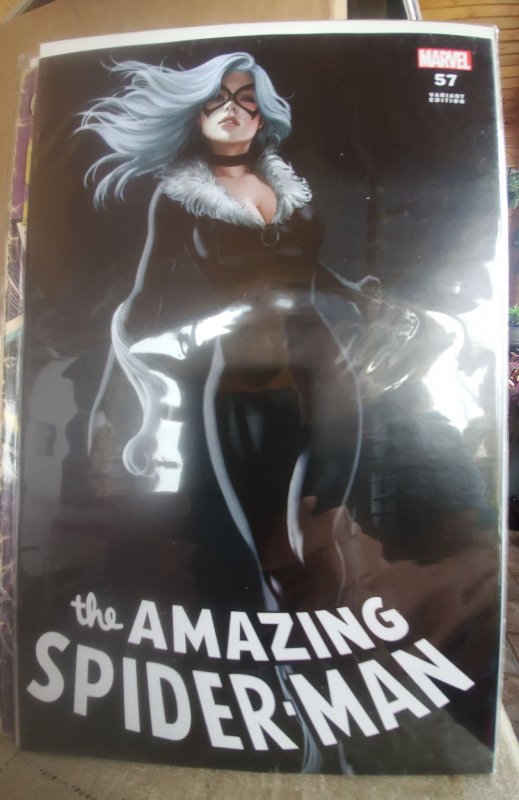 MARVEL
57
VARIANT
EDITION
the AMAZING
SPIDER-MAN